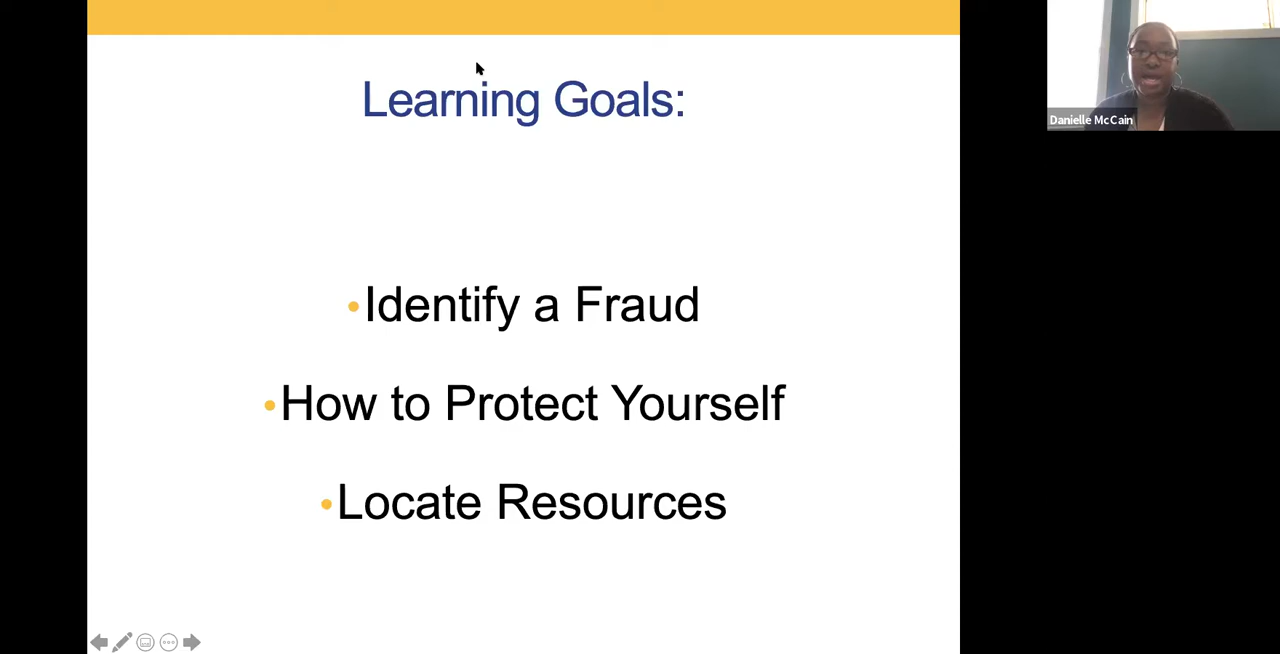 Learning Goals:
Danielle McCain
•Identify a Fraud
•How to Protect Yourself
•Locate Resources